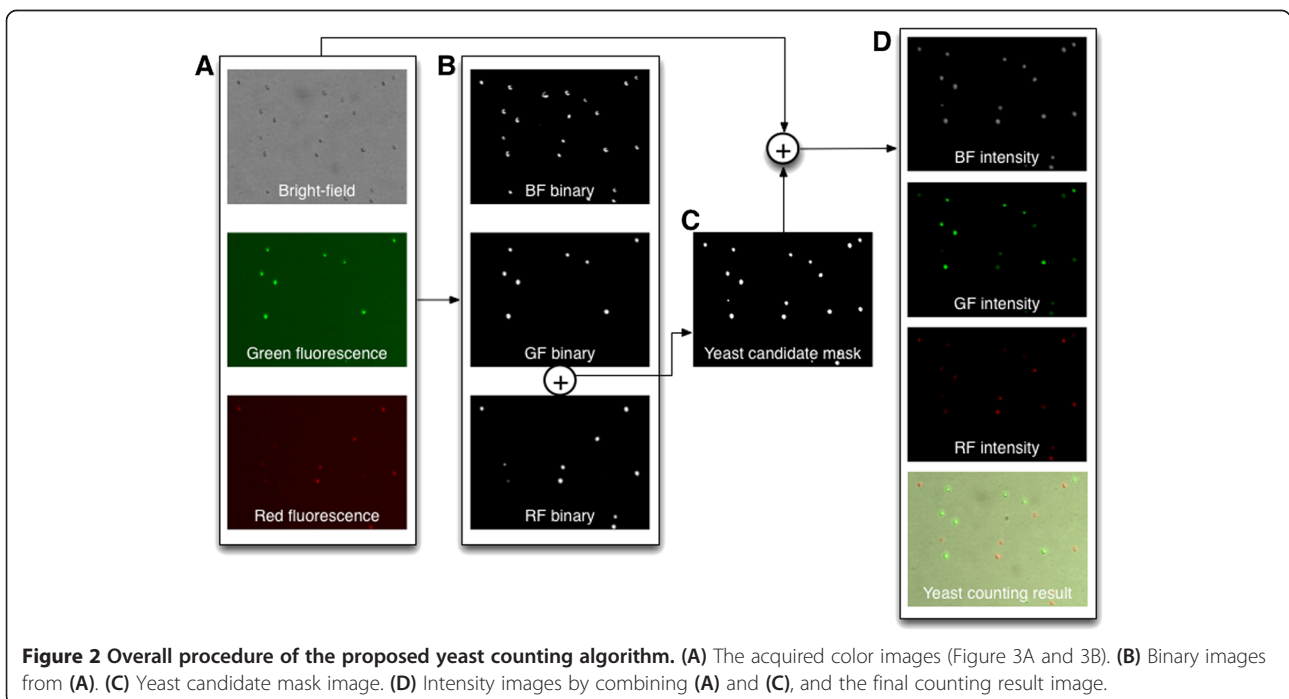 A
Bright-field
Green fluorescence
Red fluorescence
B
BF binary
GF binary
+
RF binary
C
Yeast candidate mask
+
D
BF intensity
GF intensity
RF intensity
Yeast counting result
Figure 2 Overall procedure of the proposed yeast counting algorithm. (A) The acquired color images (Figure 3A and 3B). (B) Binary images
from (A). (C) Yeast candidate mask image. (D) Intensity images by combining (A) and (C), and the final counting result image.